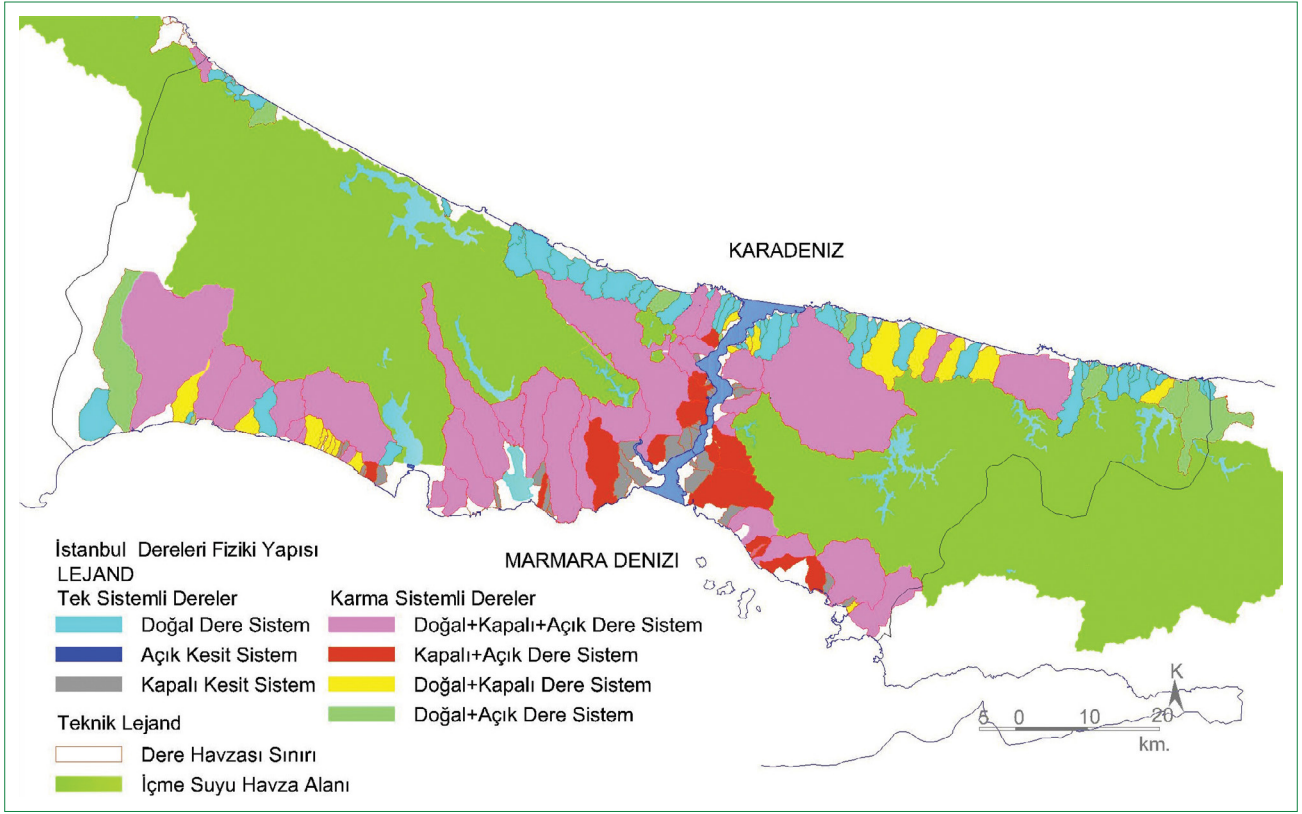 KARADENIZ
MARMARA DENIZI
İstanbul Dereleri Fiziki Yapısı
LEJAND
Tek Sistemli Dereler
Doğal Dere Sistem
Açık Kesit Sistem
Kapalı Kesit Sistem
Teknik Lejand
Dere Havzası Sınırı
İçme Suyu Havza Alanı
Karma Sistemli Dereler
Doğal+Kapalı+Açık Dere Sistem
Kapalı+Açık Dere Sistem
Doğal+Kapalı Dere Sistem
Doğal+Açık Dere Sistem
K
5 0 10 20
km.